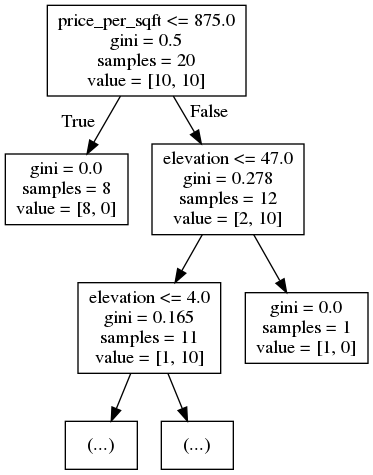 price_per_sqft <= 875.0
gini = 0.5
samples = 20
value = [10, 10]
True
False
gini = 0.0
samples = 8
value = [8, 0]
elevation <= 47.0
gini = 0.278
samples = 12
value = [2, 10]
elevation <= 4.0
gini = 0.165
samples = 11
value = [1, 10]
gini = 0.0
samples = 1
value = [1, 0]
(...)
(...)